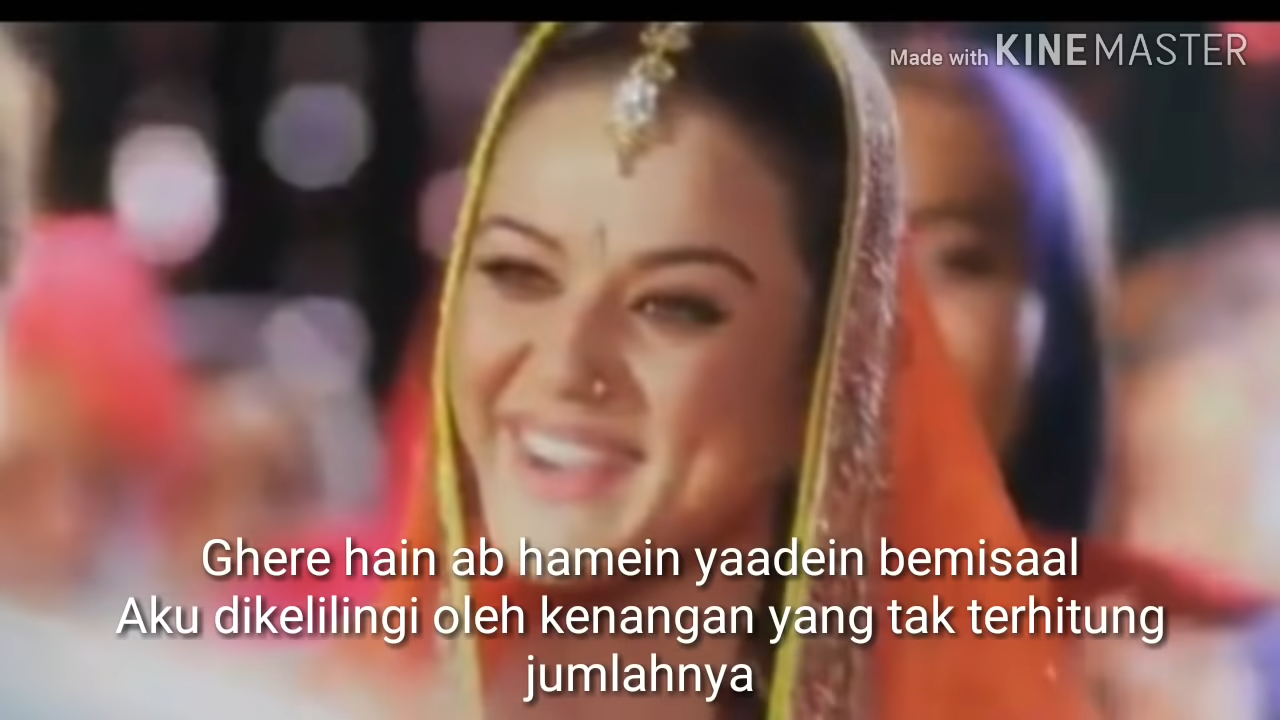 Made with KINEMASTER
Ghere hain ab hamein yaadein bemisaal
Aku dikelilingi oleh kenangan yang tak terhitung
jumlahnya